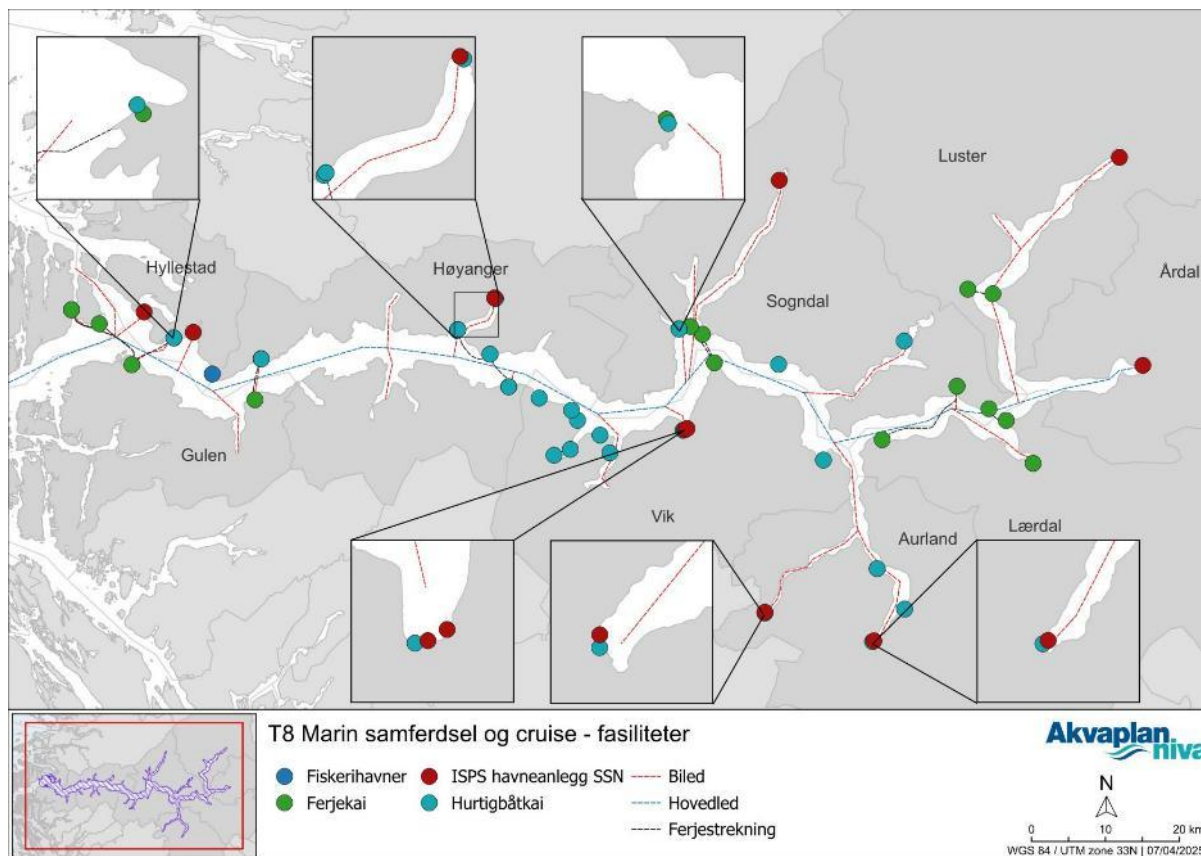 Luster
Årdal
Hyllestad
Høyanger
Sogndal
Gulen
Vik
Aurland
Lærdal
T8 Marin samferdsel og cruise - fasiliteter
Fiskerihavner
ISPS havneanlegg SSN
Biled
Ferjekai
Hurtigbåtkai
Hovedled
Ferjestrekning
Akvaplan
niva
N
0 10 20 km
WGS 84 / UTM zone 33N | 07/04/2025